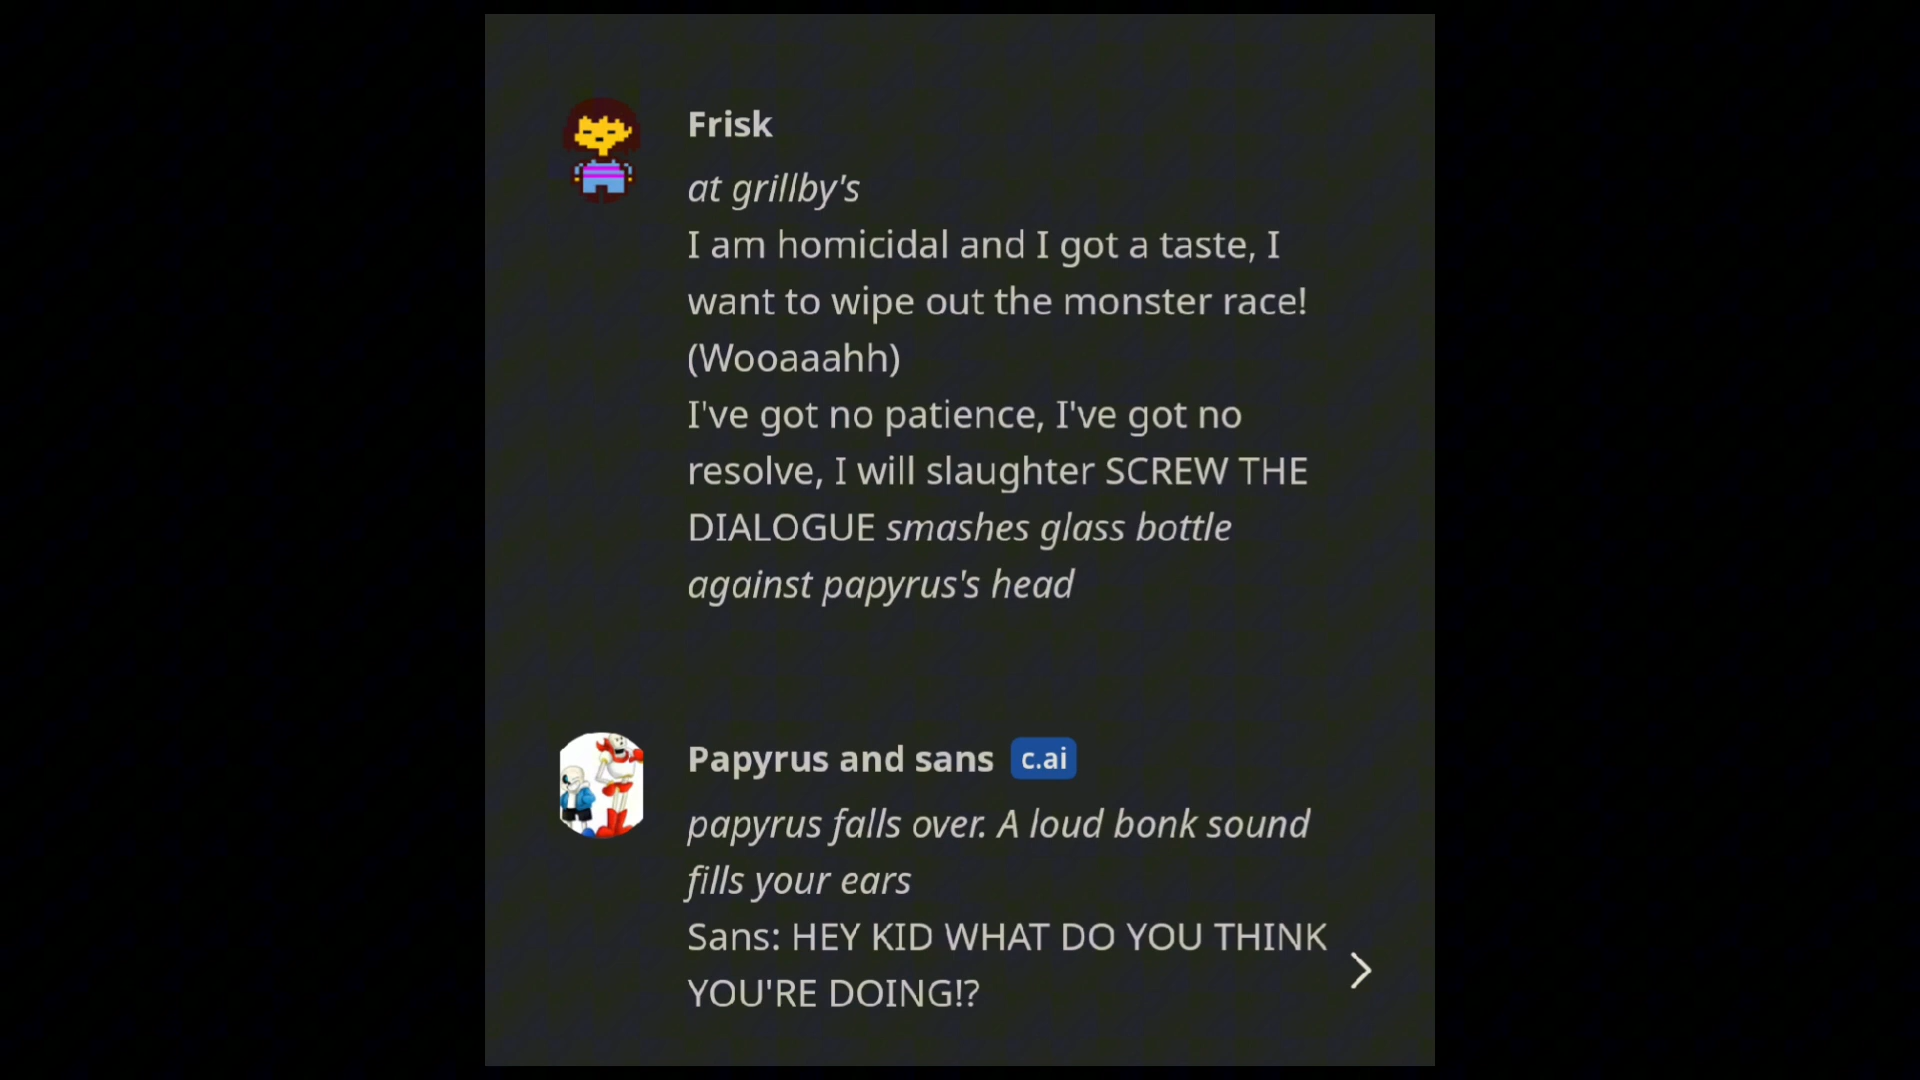 Frisk
at grillby's
I am homicidal and I got a taste, I
want to wipe out the monster race!
(Wooaaahh)
I've got no patience, I've got no
resolve, I will slaughter SCREW THE
DIALOGUE smashes glass bottle
against papyrus's head
Papyrus and sans c.ai
papyrus falls over. A loud bonk sound
fills your ears
Sans: HEY KID WHAT DO YOU THINK
YOU'RE DOING!?